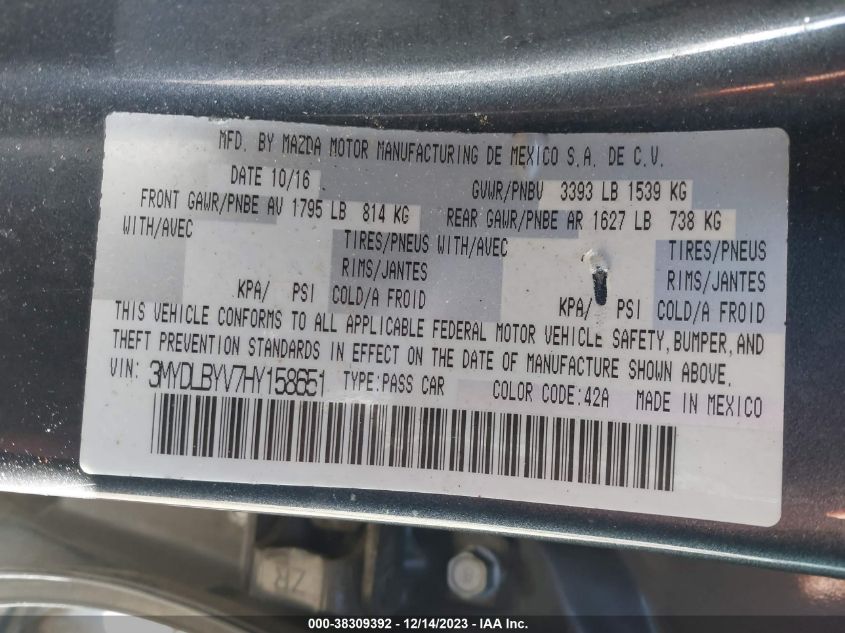 MFD. BY MAZDA MOTOR MANUFACTURING DE MEXICO S.A. DE C.V.
DATE 10/16 GVWR/PNBV 3393 LB 1539 KG
FRONT GAWR/PNBE AV 1795 LB 814 KG REAR GAWR/PNBE AR 1627 LB 738 KG
WITH/AVEC TIRES/PNEUS WITH/AVEC TIRES/PNEUS
RIMS/JANTES RIMS/JANTES
KPA/ PSI COLD/A FROID KPA/ PSI COLD/A FROID
THIS VEHICLE CONFORMS TO ALL APPLICABLE FEDERAL MOTOR VEHICLE SAFETY, BUMPER, AND
THEFT PREVENTION STANDARDS IN EFFECT ON THE DATE OF MANUFACTURE SHOWN ABOVE.
VIN: 3MYDLBYV7HY158651 TYPE:PASS CAR COLOR CODE:42A MADE IN MEXICO
ZR
000-38309392 - 12/14/2023 - IAA